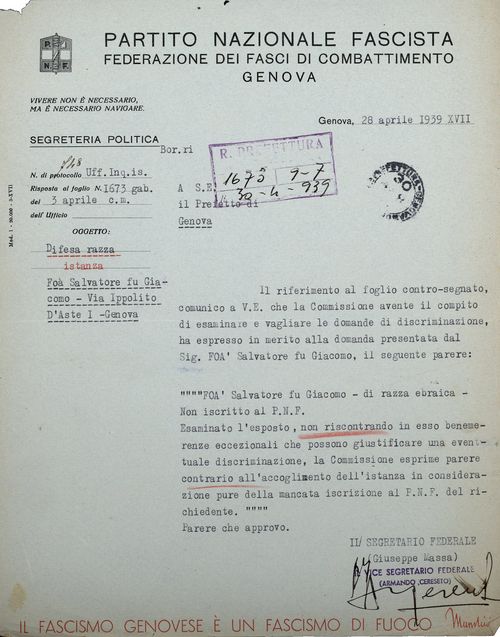 P. N. F.
PARTITO NAZIONALE FASCISTA
FEDERAZIONE DEI FASCI DI COMBATTIMENTO
GENOVA
VIVERE NON È NECESSARIO,
MA È NECESSARIO NAVIGARE.
Genova, 28 aprile 1939 XVII
SEGRETERIA POLITICA
Bor.ri
N. di protocollo Uff.Inq.is.
Risposta al foglio N. 1673 gab.
del 3 aprile c.m.
dell'Ufficio
OGGETTO:
Difesa razza
istanza
Foà Salvatore fu Gia-
como - Via Ippolito
D'Aste I -Genova
Mod. 1 - 50.000 - 3-XVII
R. PREFETTURA
1673 9-7
30-4-939
A S.E.
il Prefetto di
Genova
PREFETTURA
30
Il riferimento al foglio contro-segnato,
comunico a V.E. che la Commissione avente il compito
di esaminare e vagliare le domande di discriminazione,
ha espresso in merito alla domanda presentata dal
Sig. FOA' Salvatore fu Giacomo, il seguente parere:
""""FOA' Salvatore fu Giacomo - di razza ebraica -
Non iscritto al P.N.F.
Esaminato l'esposto, non riscontrando in esso beneme-
renze eccezionali che possono giustificare una even-
tuale discriminazione, la Commissione esprime parere
contrario all'accoglimento dell'istanza in considera-
zione pure della mancata iscrizione al P.N.F. del ri-
chiedente. """"
Parere che approvo.
Il/ SEGRETARIO FEDERALE
(Giuseppe Massa)
VICE SEGRETARIO FEDERALE
(ARMANDO CERESETO)
IL FASCISMO GENOVESE È UN FASCISMO DI FUOCO